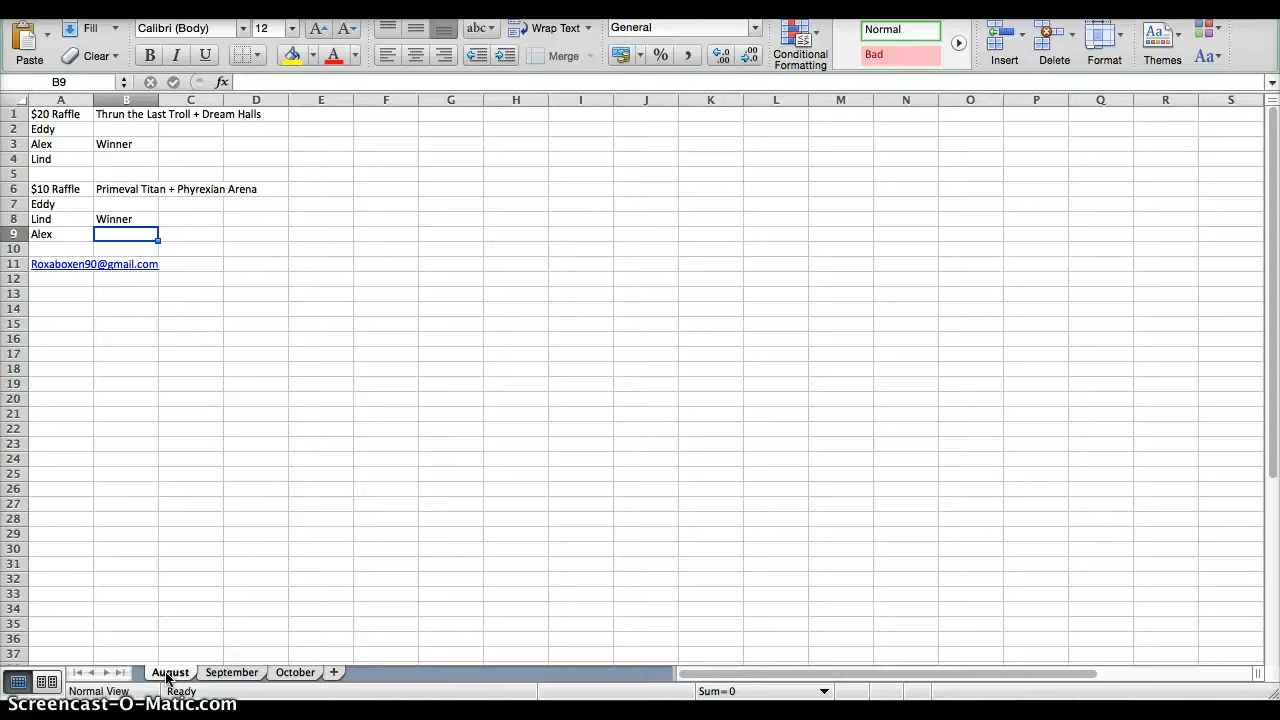 Fill Calibri (Body) 12 abc Wrap Text General Normal
Paste Clear B I U A Merge % , Conditional Formatting Bad Insert Delete Format Themes Aa
B9 fx
A B C D E F G H I J K L M N O P Q R S
1 $20 Raffle Thrun the Last Troll + Dream Halls
2 Eddy
3 Alex Winner
4 Lind
5
6 $10 Raffle Primeval Titan + Phyrexian Arena
7 Eddy
8 Lind Winner
9 Alex
10
11 Roxaboxen90@gmail.com
12
13
14
15
16
17
18
19
20
21
22
23
24
25
26
27
28
29
30
31
32
33
34
35
36
37
August September October +
Normal View Ready Sum=0
Screencast-O-Matic.com